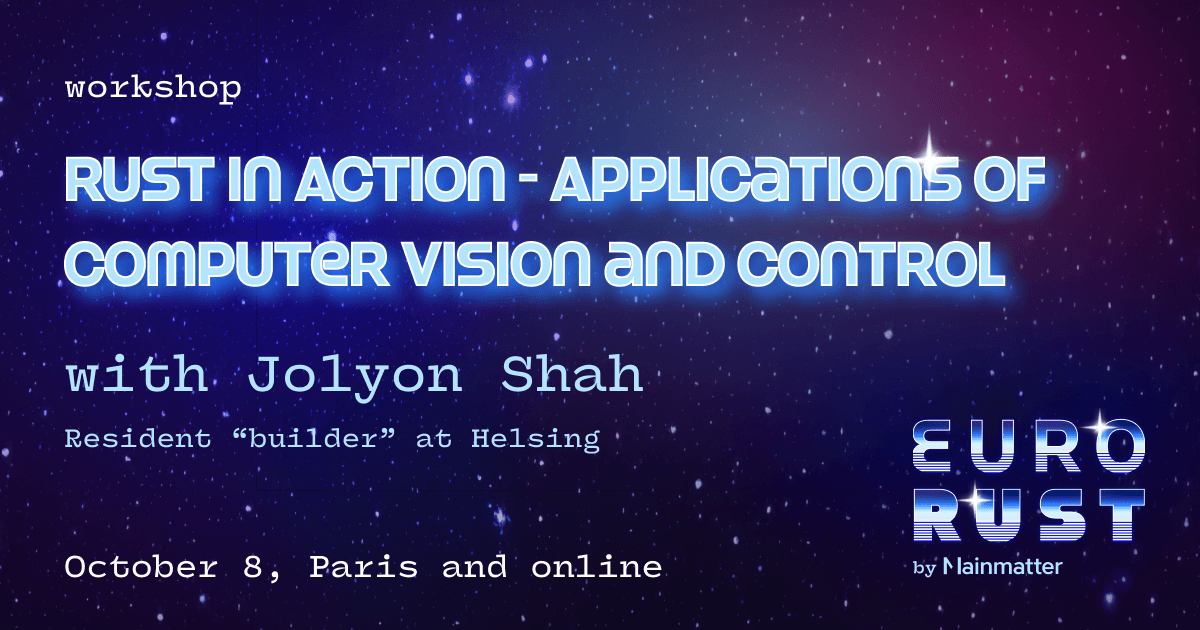 workshop
RUST IN ACTION - APPLICATIONS OF
COMPUTER VISION AND CONTROL
with Jolyon Shah
Resident “builder” at Helsing
EURO
RUST
by Mainmatter
October 8, Paris and online